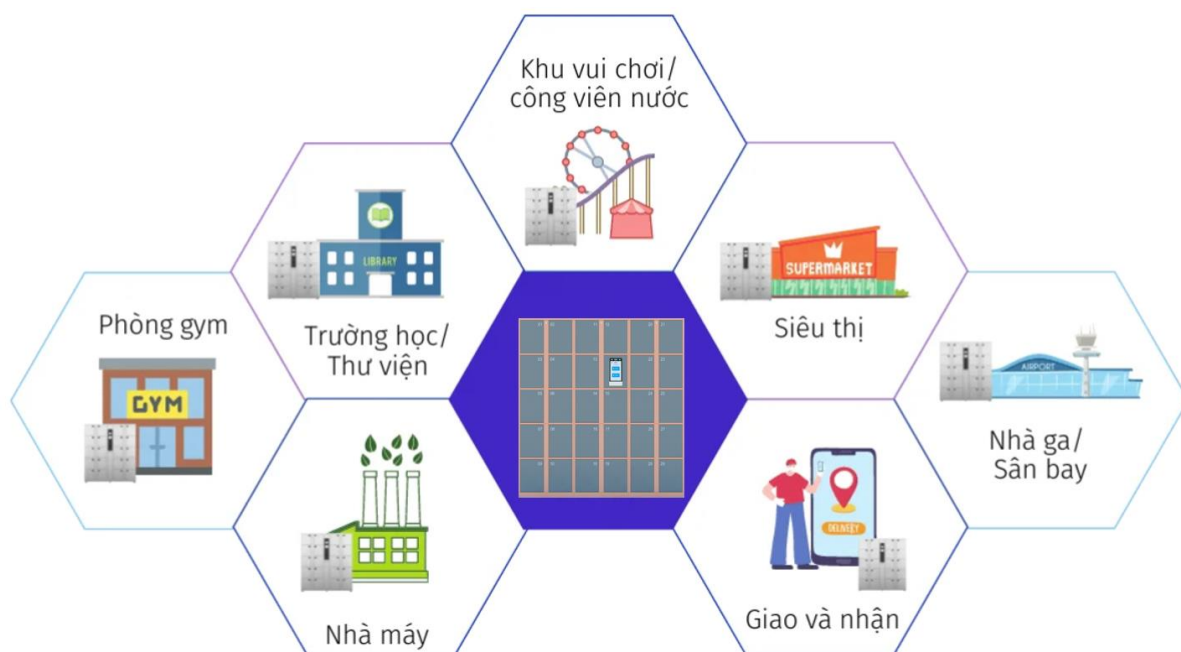 Khu vui chơi/
công viên nước
LIBRARY
Trường học/
Thư viện
SUPERMARKET
Siêu thị
Phòng gym
GYM
AIRPORT
Nhà ga/
Sân bay
Nhà máy
DELIVERY
Giao và nhận